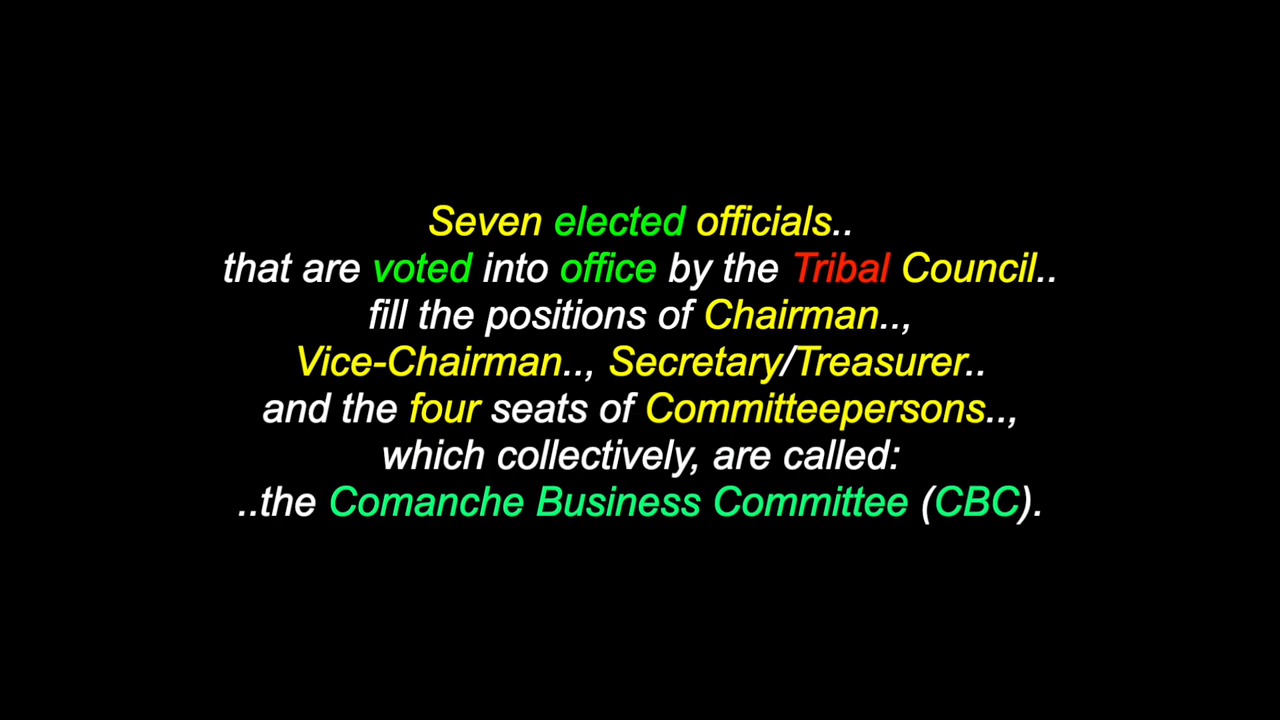 Seven elected officials..
that are voted into office by the Tribal Council..
fill the positions of Chairman..,
Vice-Chairman.., Secretary/Treasurer..
and the four seats of Committeepersons..,
which collectively, are called:
..the Comanche Business Committee (CBC).